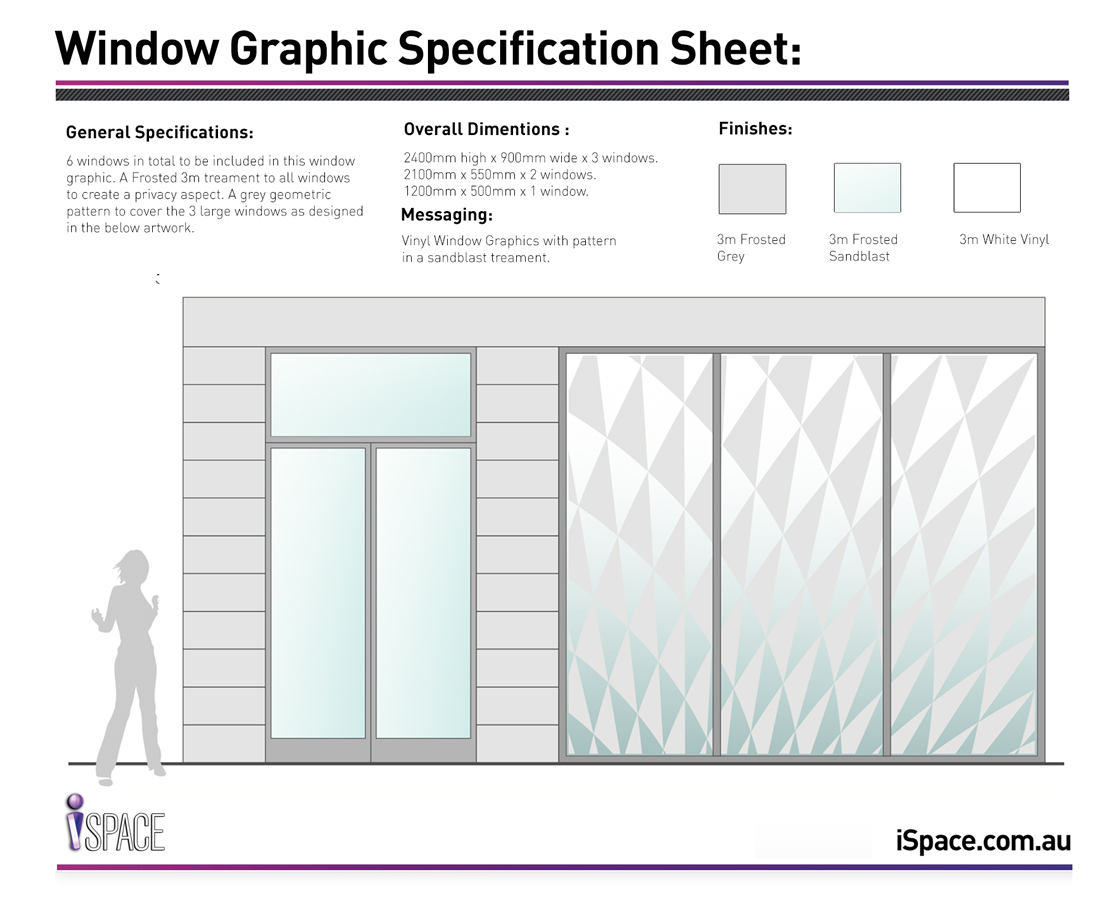 Window Graphic Specification Sheet:
General Specifications:
6 windows in total to be included in this window
graphic. A Frosted 3m treament to all windows
to create a privacy aspect. A grey geometric
pattern to cover the 3 large windows as designed
in the below artwork.
Overall Dimentions :
2400mm high x 900mm wide x 3 windows.
2100mm x 550mm x 2 windows.
1200mm x 500mm x 1 window.
Messaging:
Vinyl Window Graphics with pattern
in a sandblast treament.
Finishes:
3m Frosted
Grey
3m Frosted
Sandblast
3m White Vinyl
iSPACE
iSpace.com.au